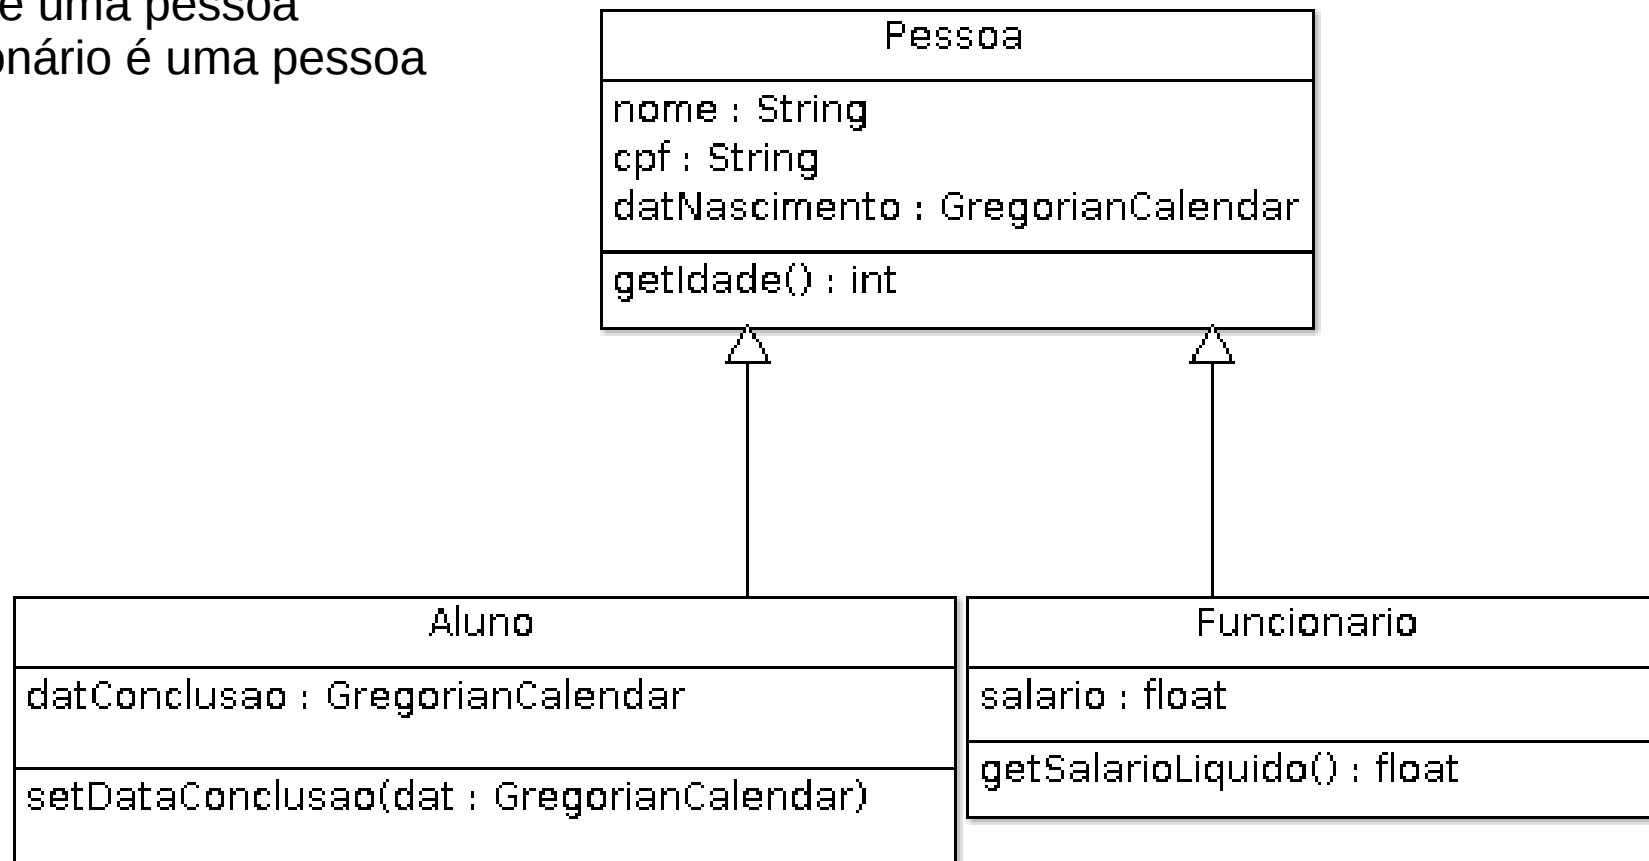 é uma pessoa
onário é uma pessoa
Pessoa
nome : String
cpf : String
datNascimento : GregorianCalendar
getIdade() : int
Aluno
datConclusao : GregorianCalendar
setDataConclusao(dat : GregorianCalendar)
Funcionario
salario : float
getSalarioLiquido() : float